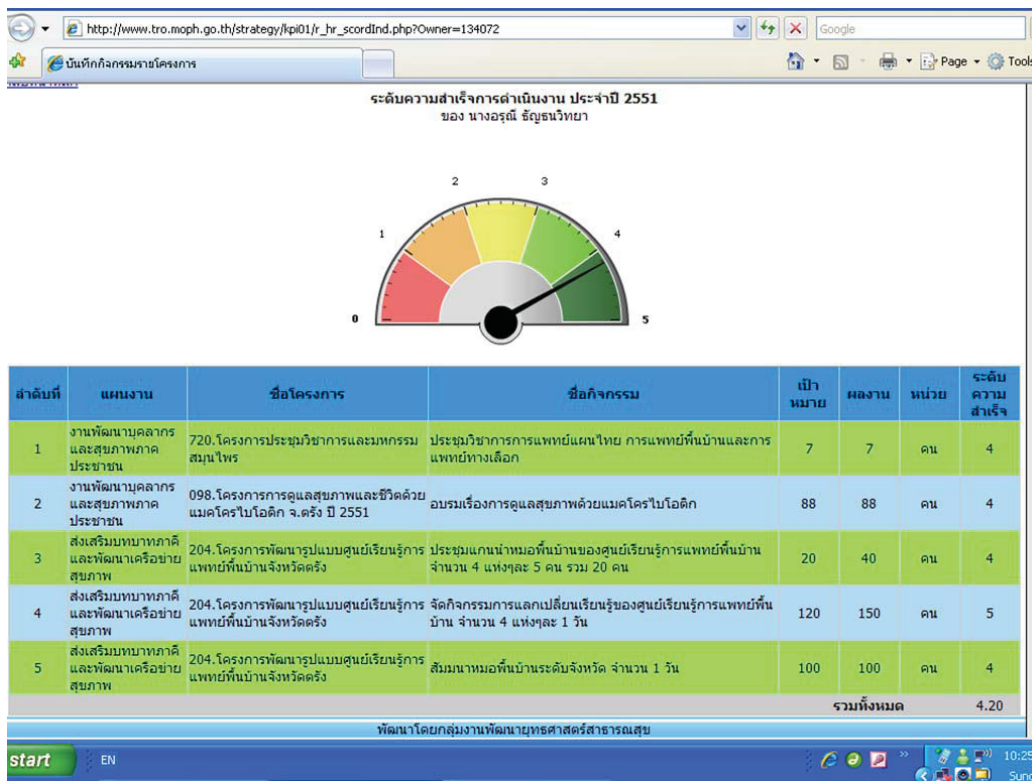 http://www.tro.moph.go.th/strategy/kpi01/r_hr_scordInd.php?Owner=134072
Google
บันทึกกิจกรรมรายโครงการ
Page
Tools
ระดับความสำเร็จการดำเนินงาน ประจำปี 2551
ของ นางอรุณี ธัญธนวิทยา
2
3
1
4
0
5
ลำดับที่ แผนงาน ชื่อโครงการ ชื่อกิจกรรม เป้าหมาย ผลงาน หน่วย ระดับความสำเร็จ
1
งานพัฒนาบุคลากร
และสุขภาพภาค
ประชาชน
720.โครงการประชุมวิชาการและมหกรรม
สมุนไพร
ประชุมวิชาการการแพทย์แผนไทย การแพทย์พื้นบ้านและการ
แพทย์ทางเลือก
7 7 คน 4
2
งานพัฒนาบุคลากร
และสุขภาพภาค
ประชาชน
098.โครงการการดูแลสุขภาพและชีวิตด้วย
แมคโครไบโอติก จ.ตรัง ปี 2551
อบรมเรื่องการดูแลสุขภาพด้วยแมคโครไบโอติก
88 88 คน 4
3
ส่งเสริมบทบาทภาคี
และพัฒนาเครือข่าย
สุขภาพ
204.โครงการพัฒนารูปแบบศูนย์เรียนรู้การ
แพทย์พื้นบ้านจังหวัดตรัง
ประชุมแกนนำหมอพื้นบ้านของศูนย์เรียนรู้การแพทย์พื้นบ้าน
จำนวน 4 แห่งๆละ 5 คน รวม 20 คน
20 40 คน 4
4
ส่งเสริมบทบาทภาคี
และพัฒนาเครือข่าย
สุขภาพ
204.โครงการพัฒนารูปแบบศูนย์เรียนรู้การ
แพทย์พื้นบ้านจังหวัดตรัง
จัดกิจกรรมการแลกเปลี่ยนเรียนรู้ของศูนย์เรียนรู้การแพทย์พื้น
บ้าน จำนวน 4 แห่งๆละ 1 วัน
120 150 คน 5
5
ส่งเสริมบทบาทภาคี
และพัฒนาเครือข่าย
สุขภาพ
204.โครงการพัฒนารูปแบบศูนย์เรียนรู้การ
แพทย์พื้นบ้านจังหวัดตรัง
สัมมนาหมอพื้นบ้านระดับจังหวัด จำนวน 1 วัน
100 100 คน 4
รวมทั้งหมด 4.20
พัฒนาโดยกลุ่มงานพัฒนายุทธศาสตร์สาธารณสุข
start
EN
10:25